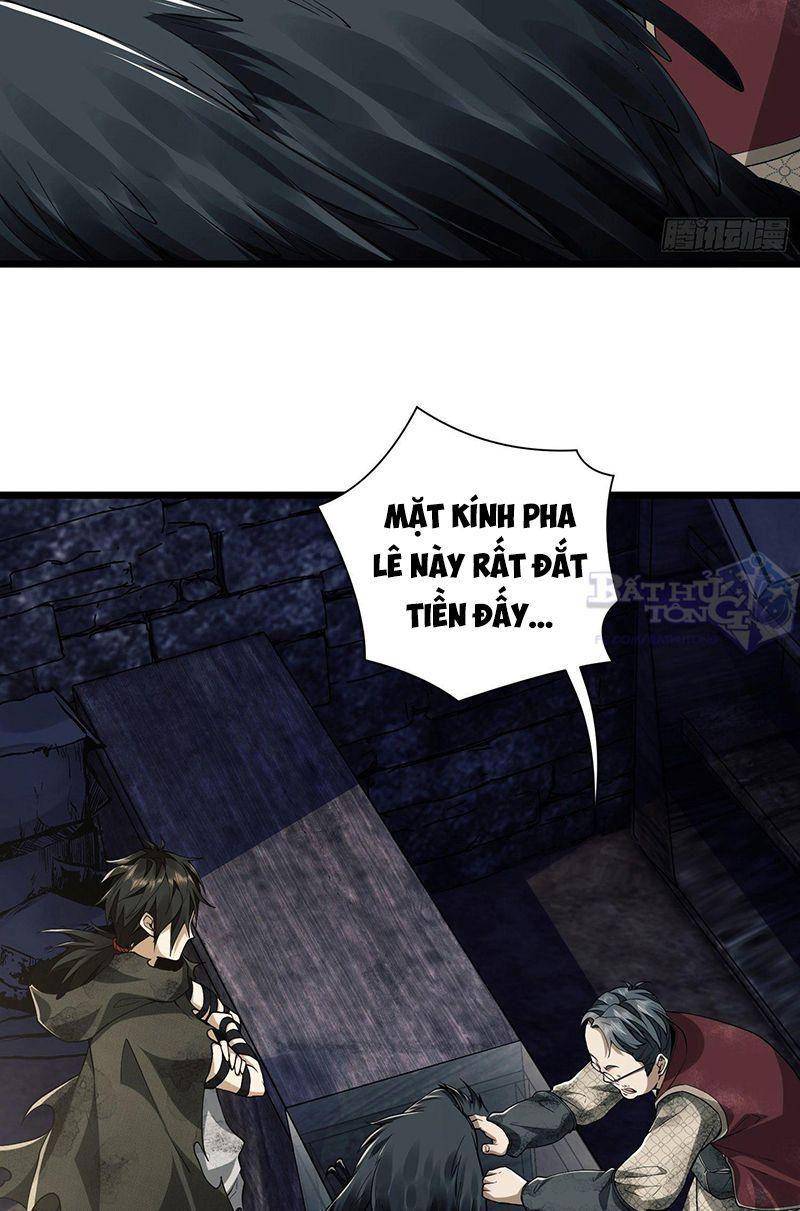 腾讯动漫
MẶT KÍNH PHA
LÊ NÀY RẤT ĐẮT
TIỀN ĐẤY...
BẤT HỦ
TÔNG